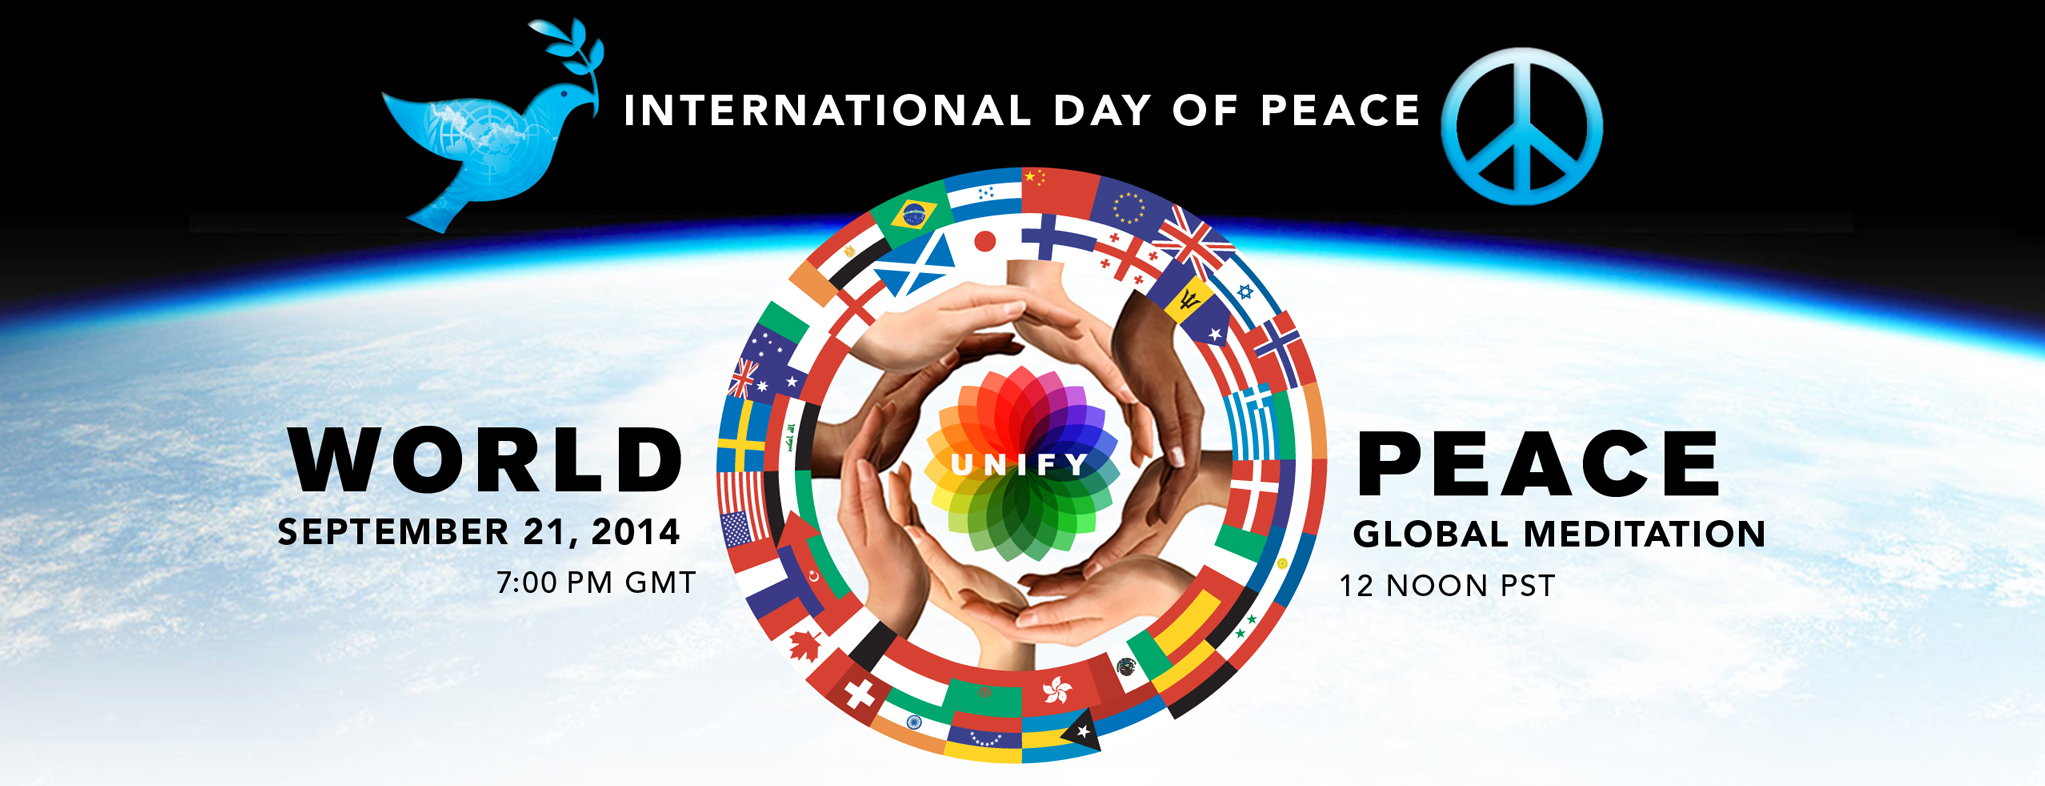 INTERNATIONAL DAY OF PEACE
UNIFY
WORLD
SEPTEMBER 21, 2014
7:00 PM GMT
PEACE
GLOBAL MEDITATION
12 NOON PST